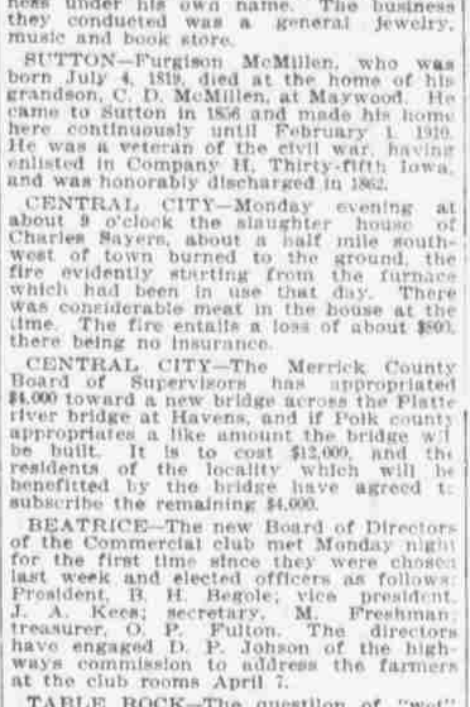 ness under his own name. The business
they conducted was a general jewelry,
music and book store.
SUTTON—Furgison McMillen, who was
born July 4, 1819, died at the home of his
grandson, C. D. McMillen, at Maywood. He
came to Sutton in 1856 and made his home
here continuously until February 1, 1910.
He was a veteran of the civil war, having
enlisted in Company H, Thirty-fifth Iowa,
and was honorably discharged in 1862.
CENTRAL CITY—Monday evening at
about 9 o'clock the slaughter house of
Charles Sayers, about a half mile south-
west of town burned to the ground, the
fire evidently starting from the furnace
which had been in use that day. There
was considerable meat in the house at the
time. The fire entails a loss of about $800,
there being no insurance.
CENTRAL CITY—The Merrick County
Board of Supervisors has appropriated
$4,000 toward a new bridge across the Platte
river bridge at Havens, and if Polk county
appropriates a like amount the bridge will
be built. It is to cost $12,000, and the
residents of the locality which will be
benefitted by the bridge have agreed to
subscribe the remaining $4,000.
BEATRICE—The new Board of Directors
of the Commercial club met Monday night
for the first time since they were chosen
last week and elected officers as follows:
President, B. H. Begole; vice president,
J. A. Kees; secretary, M. Freshman;
treasurer, O. P. Fulton. The directors
have engaged D. P. Johson of the high-
ways commission to address the farmers
at the club rooms April 7.
TABLE ROCK—The question of "wet"